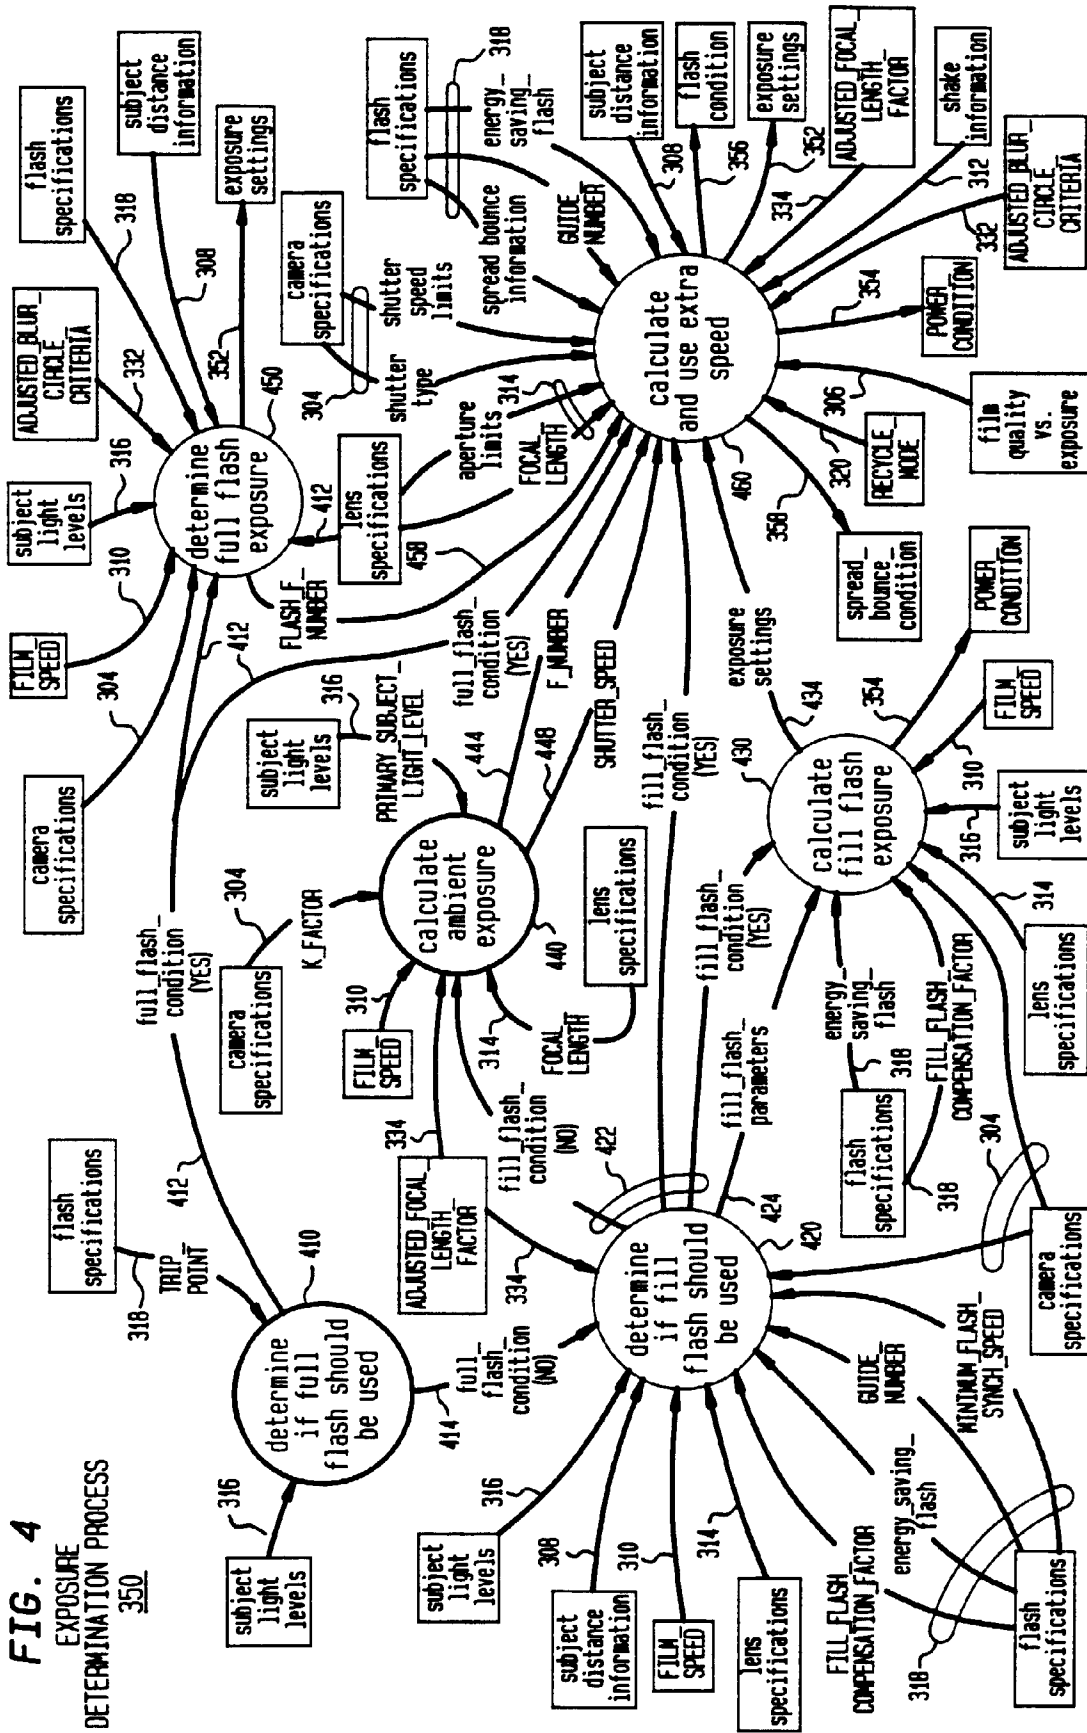 FIG. 4
EXPOSURE
DETERMINATION PROCESS
350
subject
light
levels
316
determine
if full
flash should
be used
410
414
full_
flash_
condition
(NO)
flash
specifications
318
TRIP_
POINT
412
full_flash_
condition
(YES)
camera
specifications
304
FILM_
SPEED
310
subject
light
levels
316
ADJUSTED_BLUR_
CIRCLE_
CRITERIA
332
flash
specifications
318
subject
distance
information
308
exposure
settings
352
determine
full flash
exposure
450
412
412
FLASH_F_
NUMBER
458
full_flash_
condition
(YES)
camera
specifications
304
K_FACTOR
subject
light
levels
316
PRIMARY_SUBJECT_
LIGHT_LEVEL
FILM_
SPEED
310
calculate
ambient
exposure
440
444
F_NUMBER
448
SHUTTER_SPEED
314
FOCAL_
LENGTH
lens
specifications
334
ADJUSTED_FOCAL_
LENGTH_
FACTOR
334
fill_flash_
condition
(NO)
422
subject
light
levels
316
subject
distance
information
308
FILM_
SPEED
310
lens
specifications
314
determine
if fill
flash should
be used
420
424
fill_flash_
parameters
fill_flash_
condition
(YES)
fill_flash_
condition
(YES)
FILL_FLASH_
COMPENSATION_FACTOR
energy_saving_
flash
GUIDE_
NUMBER
MINIMUM_FLASH_
SYNCH_SPEED
318
flash
specifications
camera
specifications
304
flash
specifications
318
energy_
saving_
flash
318
FILL_FLASH_
COMPENSATION_FACTOR
lens
specifications
314
subject
light
levels
316
FILM_
SPEED
310
POWER_
CONDITION
354
calculate
fill flash
exposure
430
434
exposure
settings
lens
specifications
aperture
limits
FOCAL_
LENGTH
314
camera
specifications
304
shutter
type
shutter
speed
limits
flash
specifications
318
spread bounce
information
GUIDE_
NUMBER
energy_
saving_
flash
subject
distance
information
308
flash
condition
356
exposure
settings
352
ADJUSTED_FOCAL_
LENGTH_
FACTOR
334
shake
information
312
ADJUSTED_BLUR_
CIRCLE_
CRITERIA
332
POWER_
CONDITION
354
film
quality
vs.
exposure
306
RECYCLE_
MODE
320
spread_
bounce_
condition
358
calculate
and use extra
speed
460